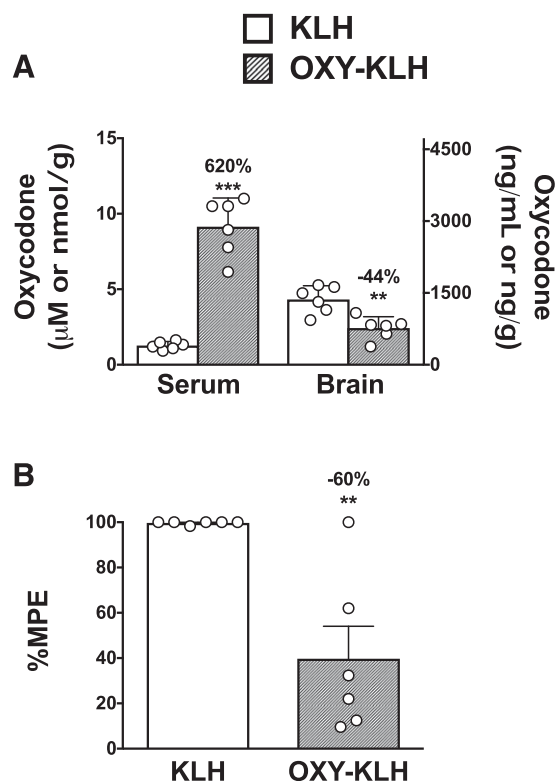 KLH
OXY-KLH
A
Oxycodone
(μM or nmol/g)
15
10
5
0
620%
***
-44%
**
4500
3000
1500
0
Oxycodone
(ng/mL or ng/g)
Serum Brain
B
-60%
**
%MPE
100
80
60
40
20
0
KLH OXY-KLH